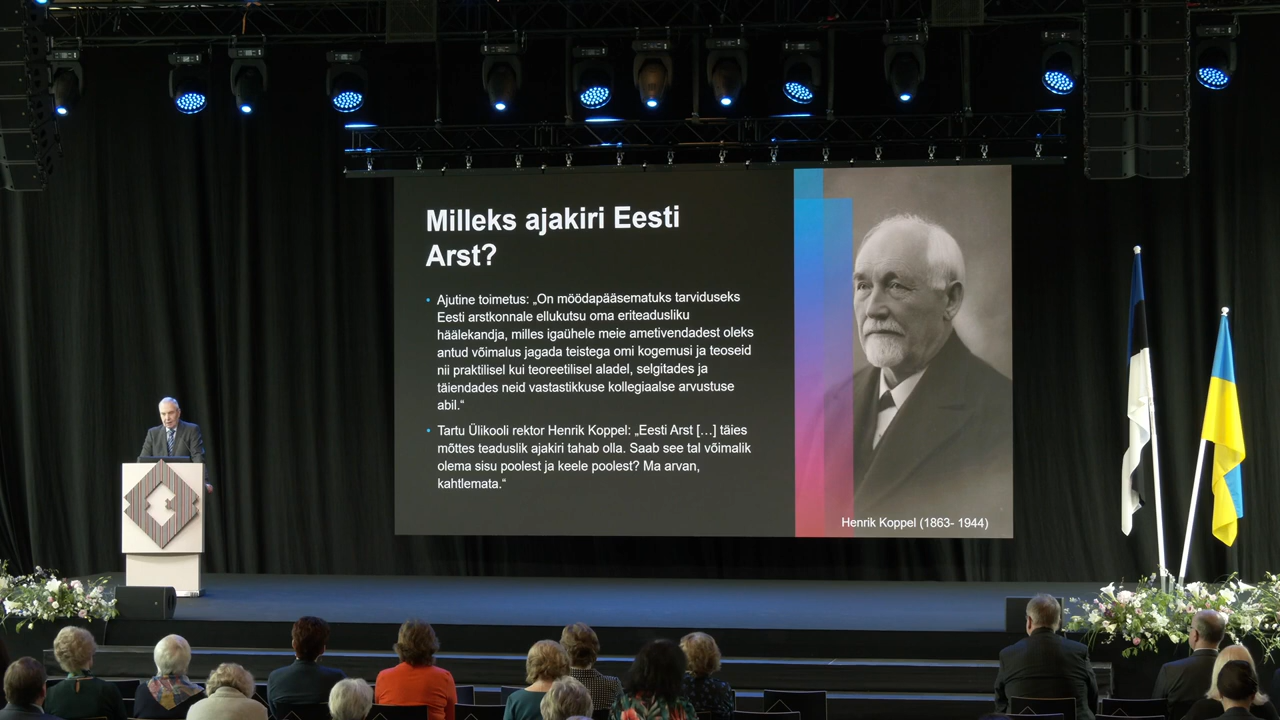 Milleks ajakiri Eesti
Arst?
• Ajutine toimetus: „On möödapääsematuks tarviduseks
Eesti arstkonnale ellukutsu oma eriteadusliku
häälekandja, milles igaühele meie ametivendadest oleks
antud võimalus jagada teistega omi kogemusi ja teoseid
nii praktilisel kui teoreetilisel aladel, selgitades ja
täiendades neid vastastikkuse kollegiaalse arvustuse
abil.“
• Tartu Ülikooli rektor Henrik Koppel: „Eesti Arst […] täies
mõttes teaduslik ajakiri tahab olla. Saab see tal võimalik
olema sisu poolest ja keele poolest? Ma arvan,
kahtlemata.“
Henrik Koppel (1863- 1944)